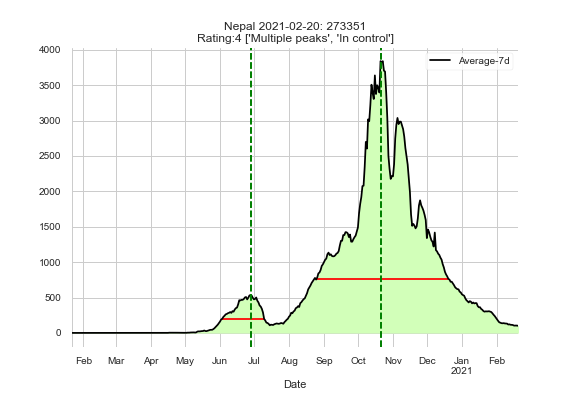 Nepal 2021-02-20: 273351
Rating:4 ['Multiple peaks', 'In control']
Average-7d
4000
3500
3000
2500
2000
1500
1000
500
0
Feb Mar Apr May Jun Jul Aug Sep Oct Nov Dec Jan Feb
2021
Date